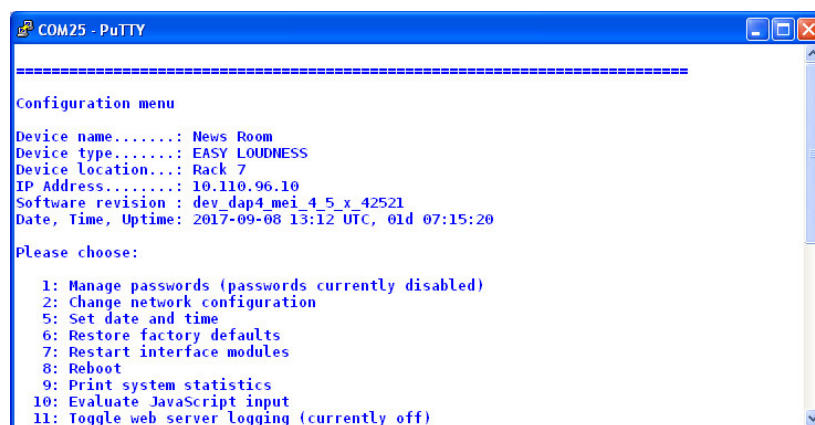 COM25 - PuTTY
============================================================================
Configuration menu
Device name.......: News Room
Device type.......: EASY LOUDNESS
Device location...: Rack 7
IP Address........: 10.110.96.10
Software revision : dev_dap4_mei_4_5_x_42521
Date, Time, Uptime: 2017-09-08 13:12 UTC, 01d 07:15:20
Please choose:
1: Manage passwords (passwords currently disabled)
2: Change network configuration
5: Set date and time
6: Restore factory defaults
7: Restart interface modules
8: Reboot
9: Print system statistics
10: Evaluate JavaScript input
11: Toggle web server logging (currently off)